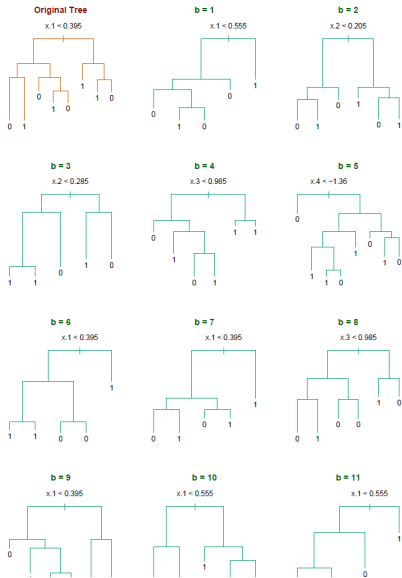 Original Tree
b = 1
b = 2
x.1 < 0.395
x.1 < 0.555
x.2 < 0.205
0 1 0 1 0 1 1 0
0 1 0 0 1
0 1 0 1 0 1
b = 3
b = 4
b = 5
x.2 < 0.285
x.3 < 0.985
x.4 < −1.36
1 1 0 1 0
0 1 0 1 1 1
0 1 1 0 0 1 0
b = 6
b = 7
b = 8
x.1 < 0.395
x.1 < 0.395
x.3 < 0.985
1 1 0 0 1
0 1 0 1 1
0 1 0 0 1 0
b = 9
b = 10
b = 11
x.1 < 0.395
x.1 < 0.555
x.1 < 0.555
0
1
0 1